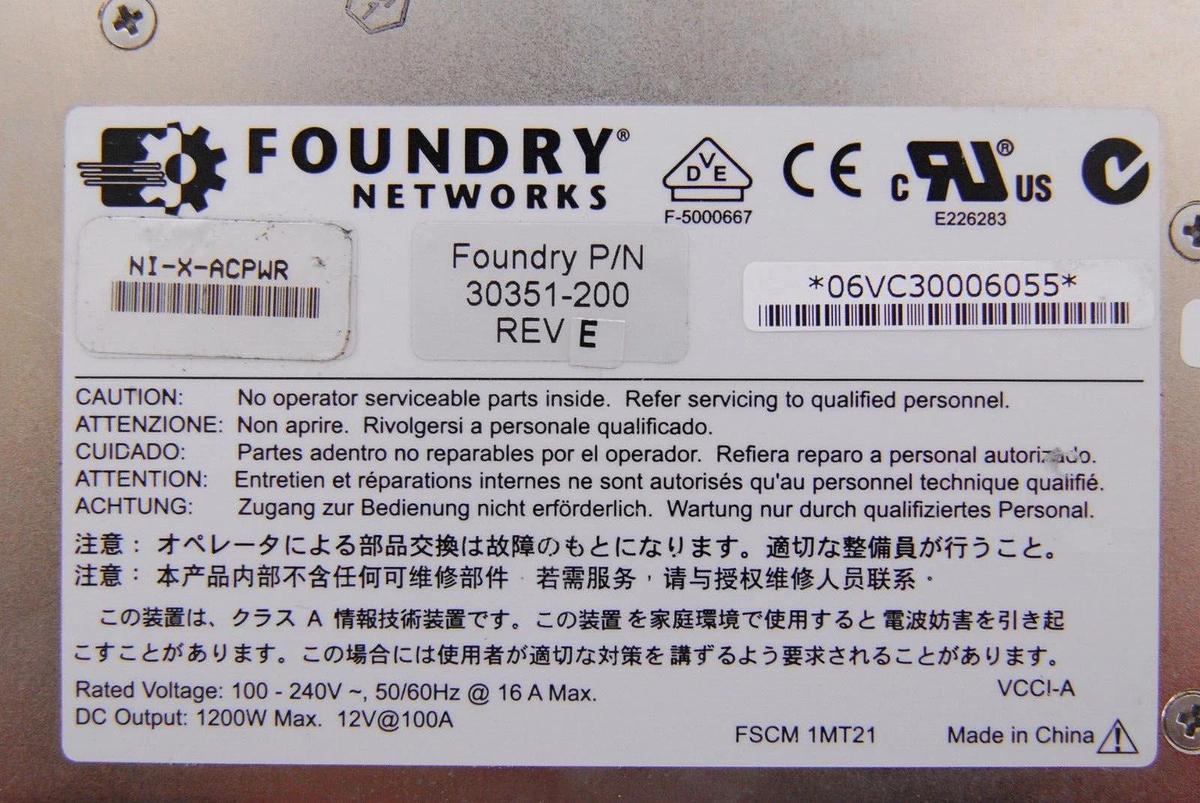 FOUNDRY®
NETWORKS
D V E
F-5000667
CE
c RU® US
E226283
NI-X-ACPWR
Foundry P/N
30351-200
REV E
*06VC30006055*
CAUTION: No operator serviceable parts inside. Refer servicing to qualified personnel.
ATTENZIONE: Non aprire. Rivolgersi a personale qualificado.
CUIDADO: Partes adentro no reparables por el operador. Refiera reparo a personal autorizado.
ATTENTION: Entretien et réparations internes ne sont autorisés qu'au personnel technique qualifié.
ACHTUNG: Zugang zur Bedienung nicht erförderlich. Wartung nur durch qualifiziertes Personal.
注意：オペレータによる部品交換は故障のもとになります。適切な整備員が行うこと。
注意：本产品内部不含任何可维修部件．若需服务，请与授权维修人员联系。
この装置は、クラス A 情報技術装置です。この装置を家庭環境で使用すると電波妨害を引き起
こすことがあります。この場合には使用者が適切な対策を講ずるよう要求されることがあります。
Rated Voltage: 100 - 240V ~, 50/60Hz @ 16 A Max.
VCCI-A
DC Output: 1200W Max. 12V@100A
FSCM 1MT21
Made in China